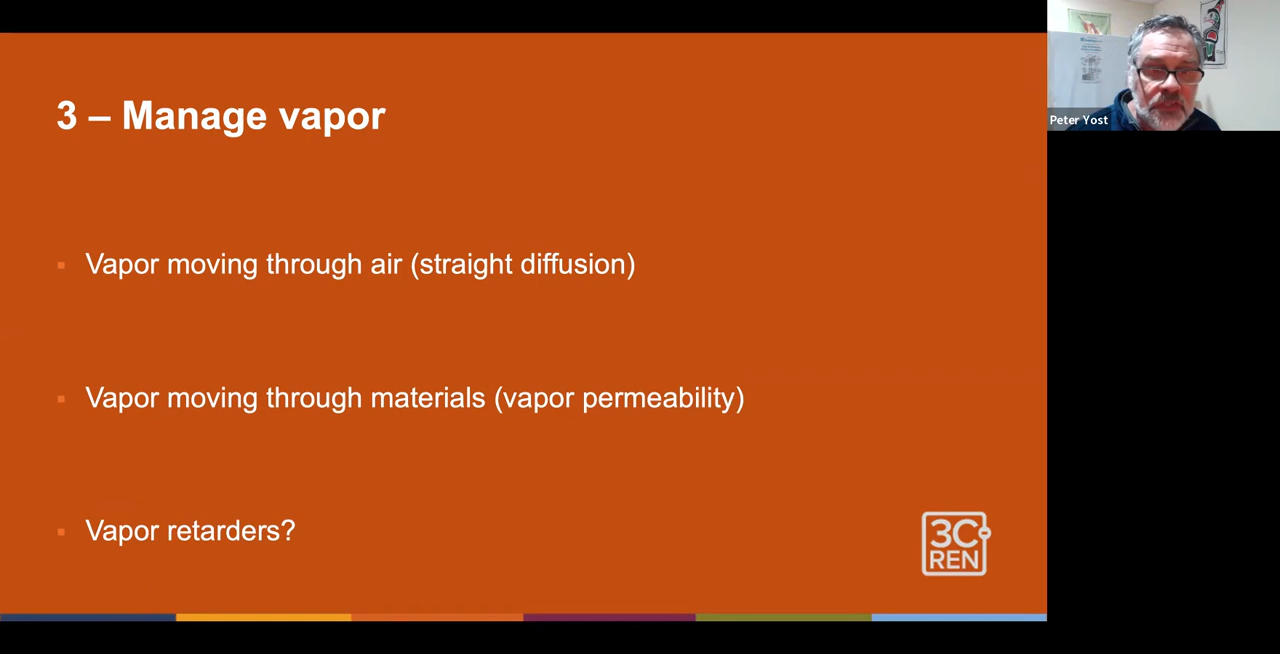 3 – Manage vapor
Peter Yost
Vapor moving through air (straight diffusion)
Vapor moving through materials (vapor permeability)
Vapor retarders?
3C
REN